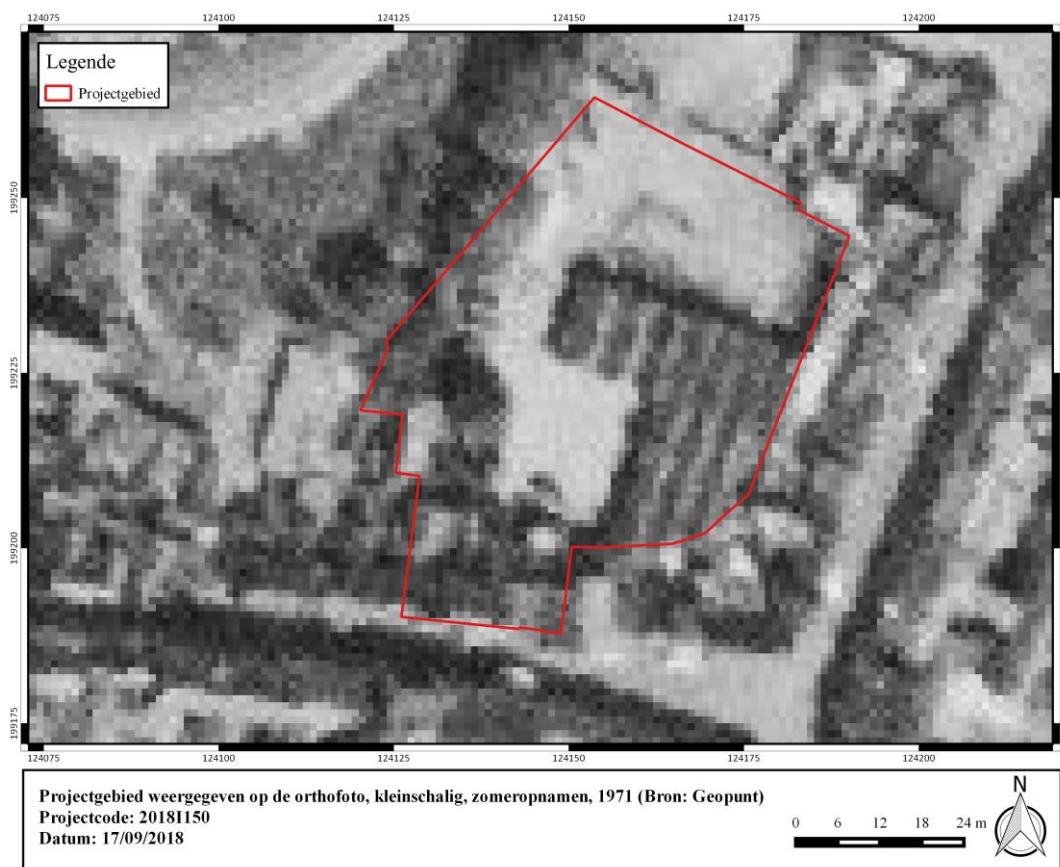 124075 124100 124125 124150 124175 124200
Legende
Projectgebied
199250
199225
199200
199175
124075 124100 124125 124150 124175 124200
Projectgebied weergegeven op de orthofoto, kleinschalig, zomeropnamen, 1971 (Bron: Geopunt)
Projectcode: 2018I150
Datum: 17/09/2018
0 6 12 18 24 m
N